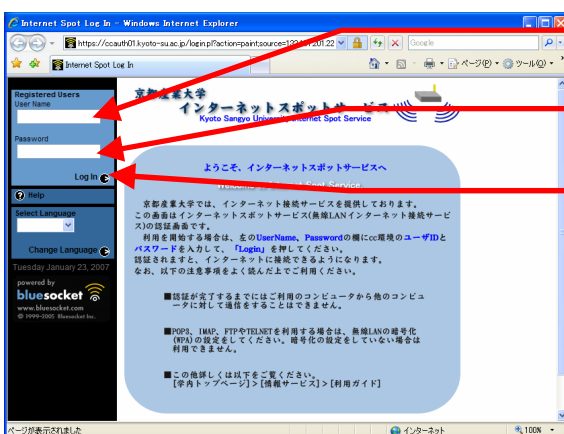 Internet Spot Log In - Windows Internet Explorer
https://ccauth01.kyoto-su.ac.jp/login.pl?action=paint;source=
Google
Internet Spot Log In
ページ(P)
ツール(O)
Registered Users
User Name
Password
Log In
Help
Select Language
Change Language
Tuesday January 23, 2007
powered by
bluesocket
www.bluesocket.com
© 1999-2005 Bluesocket Inc.
京都産業大学
インターネットスポットサービス
Kyoto Sangyo University Internet Spot Service
ようこそ、インターネットスポットサービスへ
Welcome to Internet Spot Service
京都産業大学では、インターネット接続サービスを提供しております。
この画面はインターネットスポットサービス(無線LANインターネット接続サービ
ス)の認証画面です。
利用を開始する場合は、左のUserName、Passwordの欄にcc環境のユーザIDと
パスワードを入力して、「Login」を押してください。
認証されますと、インターネットに接続できるようになります。
なお、以下の注意事項をよく読んだ上でご利用ください。
■認証が完了するまでにはご利用のコンピュータから他のコンピュ
ータに対して通信をすることはできません。
■POP3、IMAP、FTPやTELNETを利用する場合は、無線LANの暗号化
(WPA)の設定をしてください。暗号化の設定をしていない場合は
利用できません。
■この他詳しくは以下をご覧ください。
[学内トップページ]>[情報サービス]>[利用ガイド]
ページが表示されました
インターネット
100%